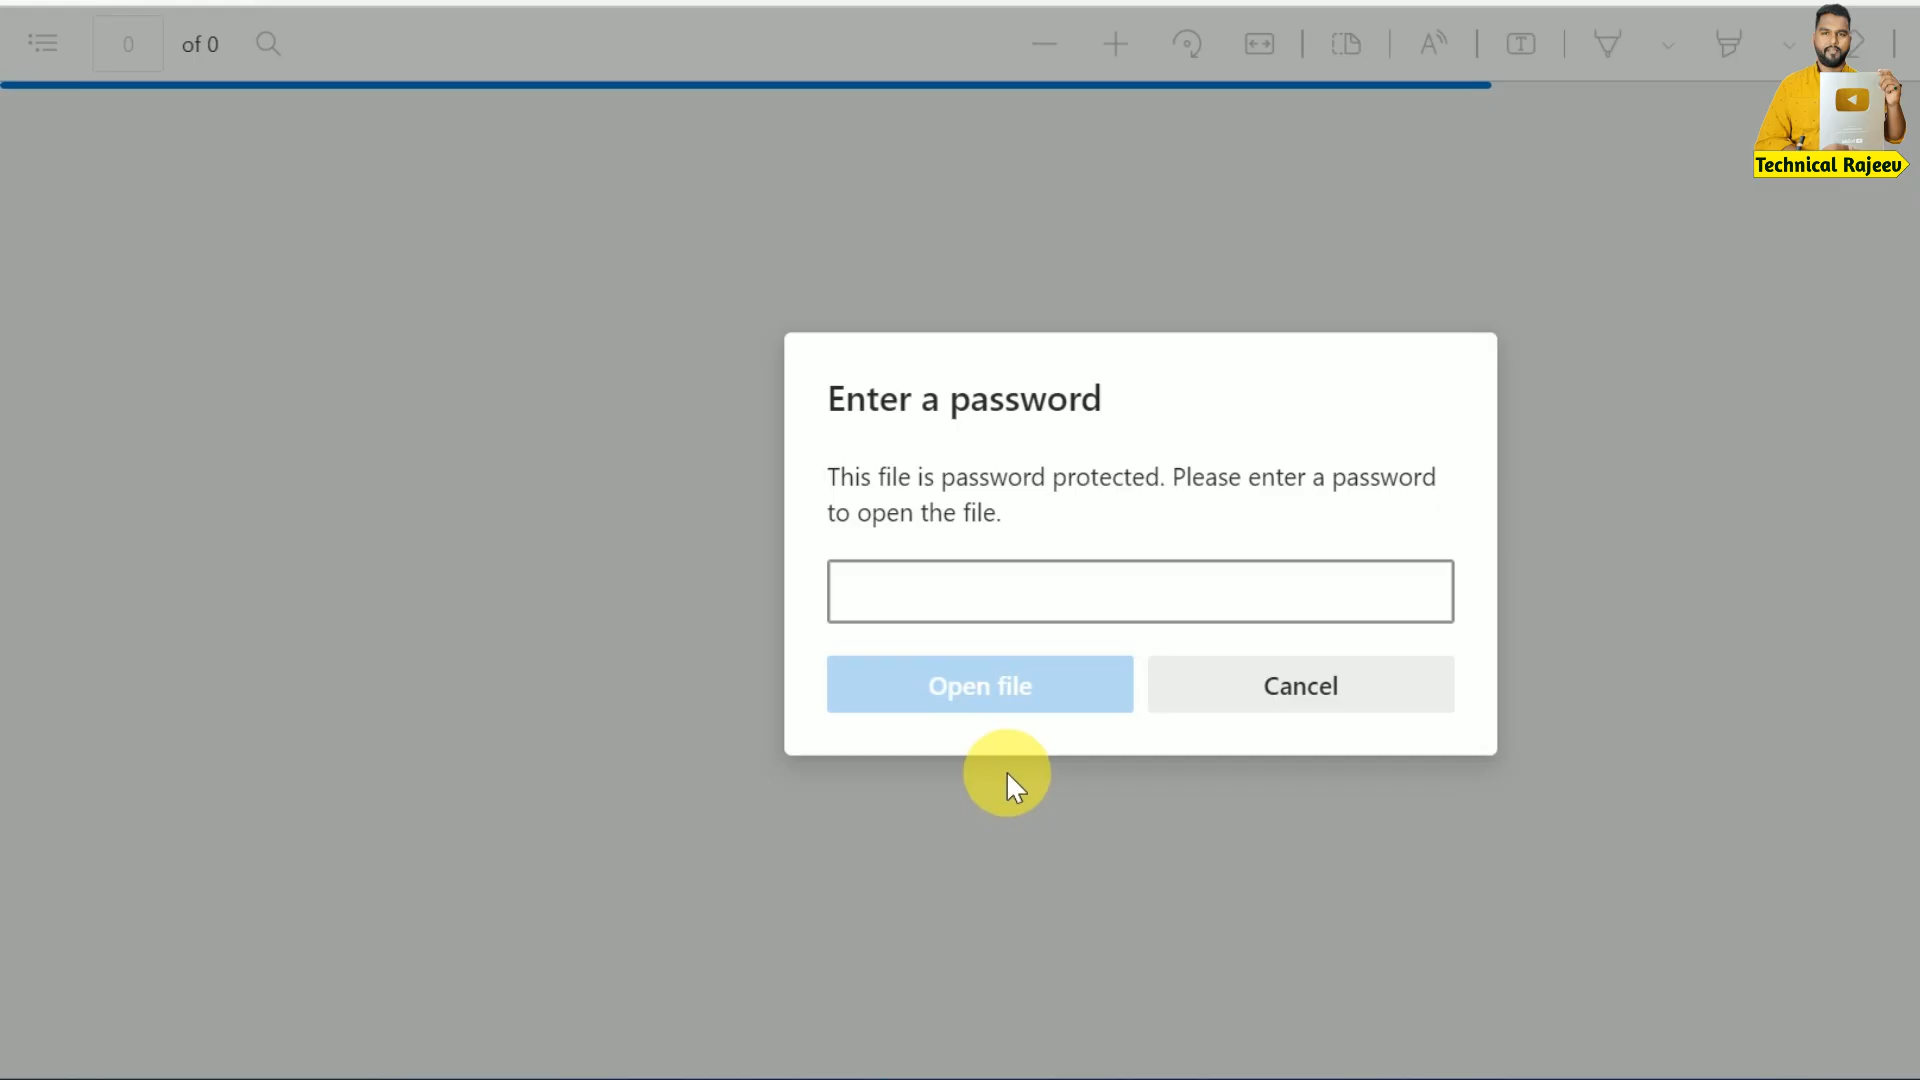 0 of 0
Technical Rajeev
Enter a password
This file is password protected. Please enter a password
to open the file.
Open file Cancel